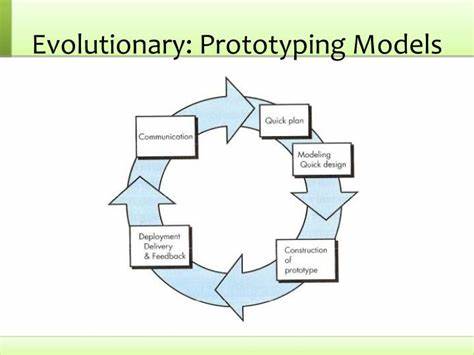 Evolutionary: Prototyping Models
Communication
Quick plan
Modeling
Quick design
Construction
of
prototype
Deployment
Delivery
& Feedback